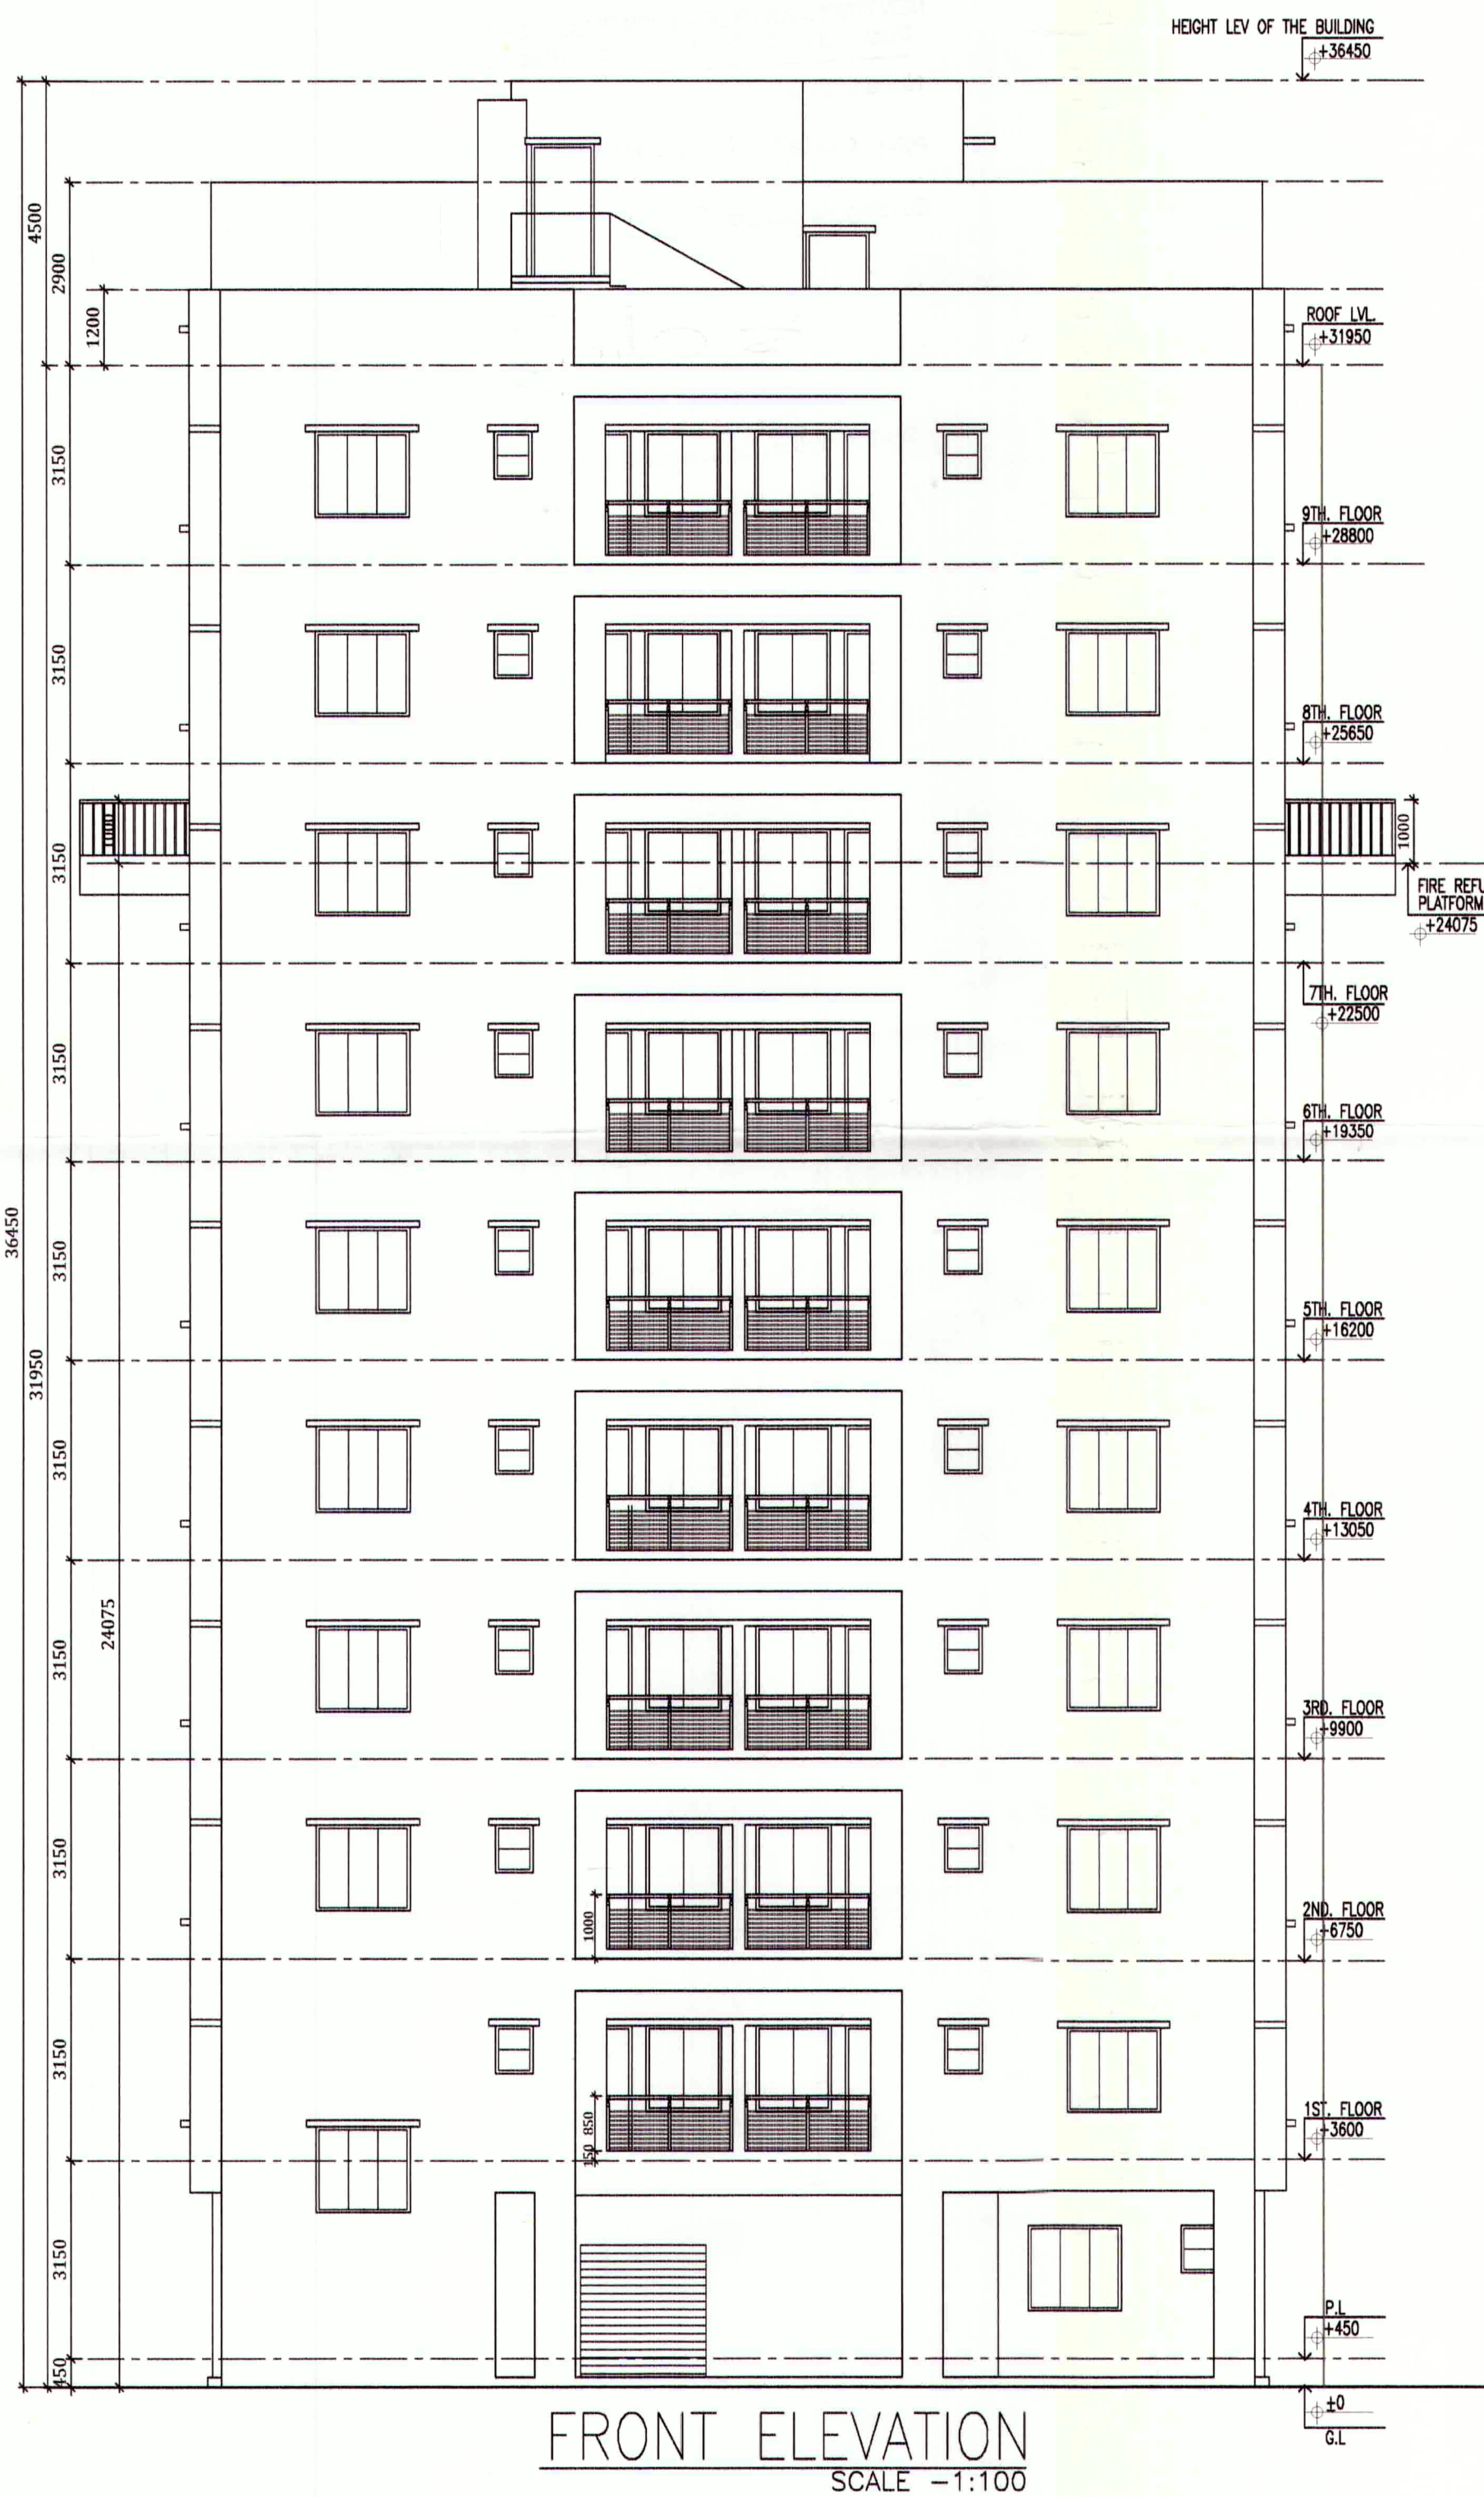 HEIGHT LEV OF THE BUILDING
+36450
4500
2900
1200
ROOF LVL.
+31950
3150
9TH. FLOOR
+28800
3150
8TH. FLOOR
+25650
1000
1000
3150
FIRE REFU
PLATFORM
+24075
7TH. FLOOR
+22500
3150
6TH. FLOOR
+19350
36450
3150
5TH. FLOOR
+16200
31950
3150
4TH. FLOOR
+13050
24075
3150
3RD. FLOOR
+9900
3150
1000
2ND. FLOOR
+6750
3150
850
150
1ST. FLOOR
+3600
3150
P.L
+450
450
±0
G.L
FRONT ELEVATION
SCALE -1:100